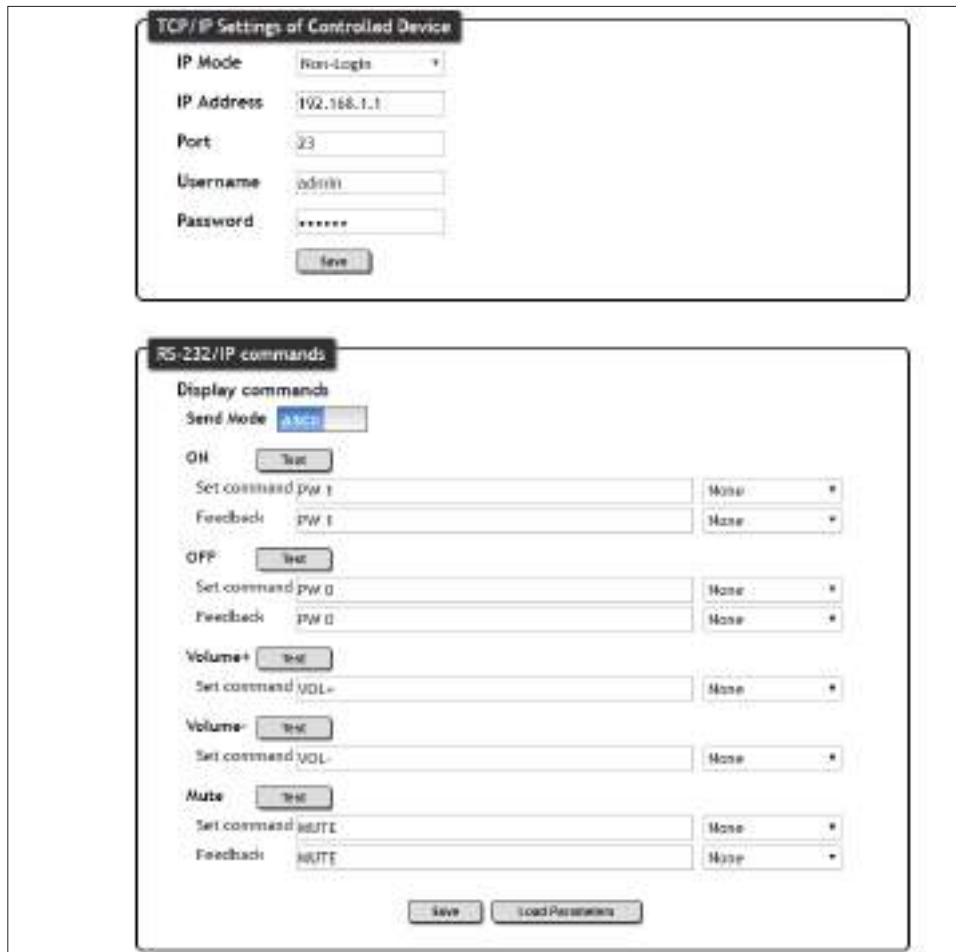 TCP/IP Settings of Controlled Device
IP Mode Non-Login
IP Address 192.168.1.1
Port 23
Username admin
Password ••••••
Save
RS-232/IP commands
Display commands
Send Mode ASCII
ON Test
Set command PW 1 None
Feedback PW 1 None
OFF Test
Set command PW 0 None
Feedback PW 0 None
Volume+ Test
Set command VOL+ None
Volume- Test
Set command VOL- None
Mute Test
Set command MUTE None
Feedback MUTE None
Save Load Parameters